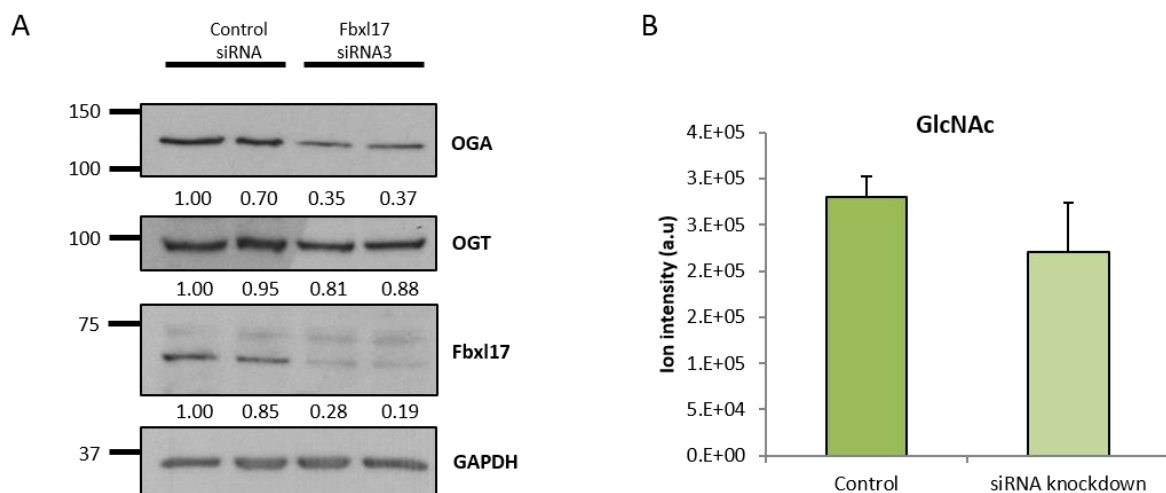 A
Control
siRNA
Fbxl17
siRNA3
150
100
OGA
1.00 0.70 0.35 0.37
100
OGT
1.00 0.95 0.81 0.88
75
Fbxl17
1.00 0.85 0.28 0.19
37
GAPDH
B
GlcNAc
Ion intensity (a.u)
4.E+05
3.E+05
3.E+05
2.E+05
2.E+05
1.E+05
5.E+04
0.E+00
Control siRNA knockdown